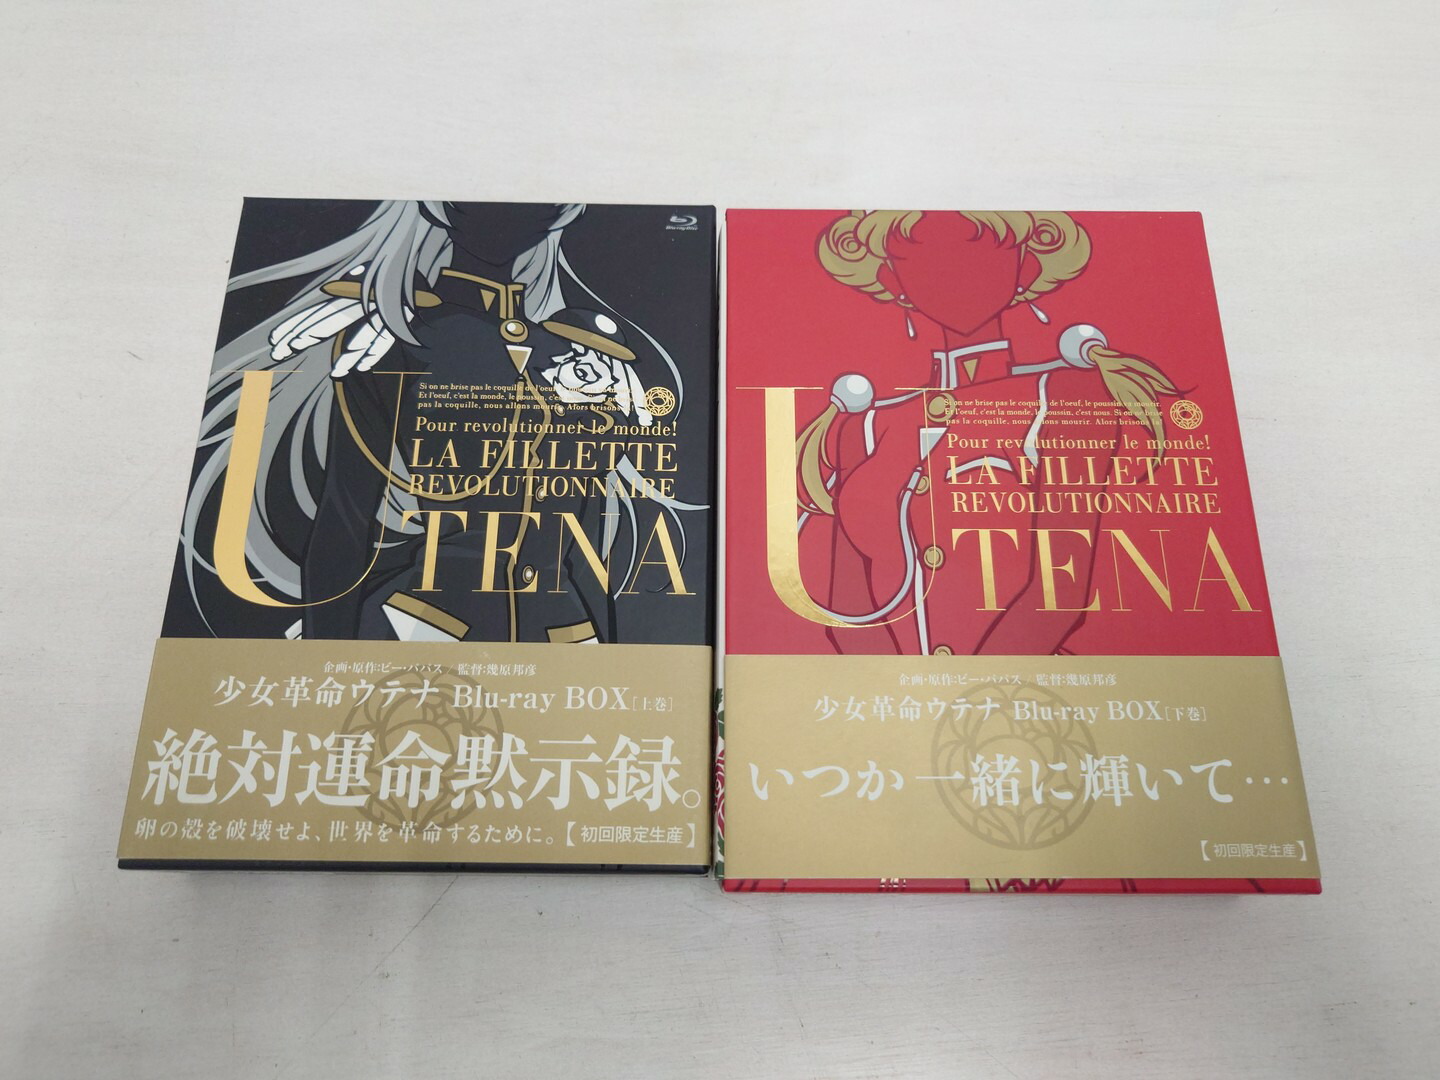 Blu-ray Disc
Si on ne brise pas le coquille de l'oeuf,
Et l'oeuf, c'est la monde, le poussin, c'est
pas la coquille, nous allons mourir. Alors brisons la!
Pour revolutionner le monde!
LA FILLETTE
REVOLUTIONNAIRE
UTENA
企画・原作:ビー・パパス / 監督:幾原邦彦
少女革命ウテナ Blu-ray BOX[上巻]
絶対運命黙示録。
卵の殻を破壊せよ、世界を革命するために。【初回限定生産】
Si on ne brise pas le coquille de l'oeuf, le poussin va mourir.
Et l'oeuf, c'est la monde, le poussin, c'est nous. Si on ne brise
pas la coquille, nous allons mourir. Alors brisons la!
Pour revolutionner le monde!
LA FILLETTE
REVOLUTIONNAIRE
UTENA
企画・原作:ビー・パパス / 監督:幾原邦彦
少女革命ウテナ Blu-ray BOX[下巻]
いつか一緒に輝いて…
【初回限定生産】